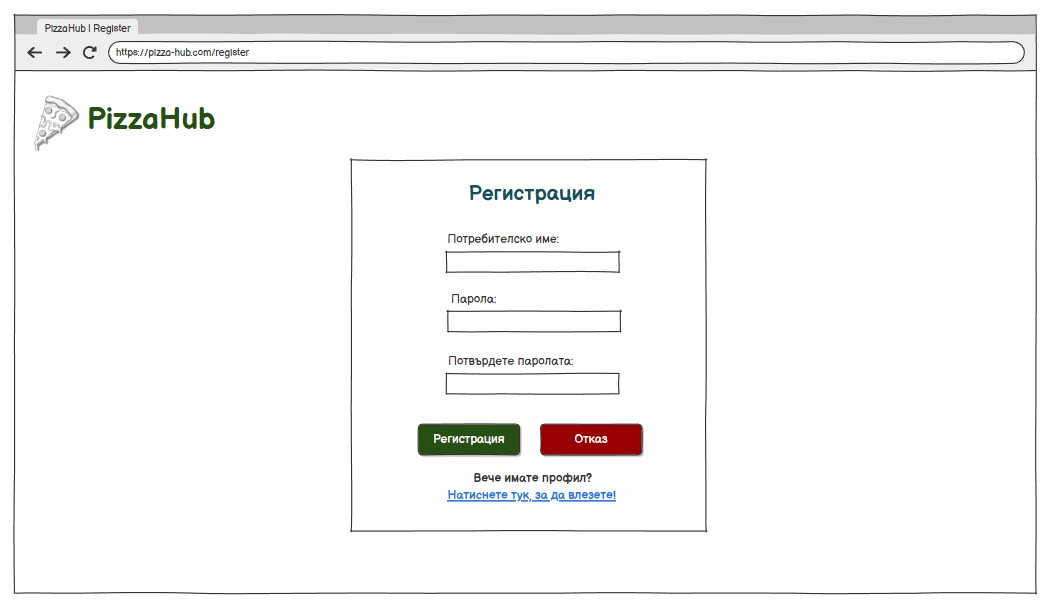 PizzaHub | Register
https://pizza-hub.com/register
PizzaHub
Регистрация
Потребителско име:
Парола:
Потвърдете паролата:
Регистрация Отказ
Вече имате профил?
Натиснете тук, за да влезете!